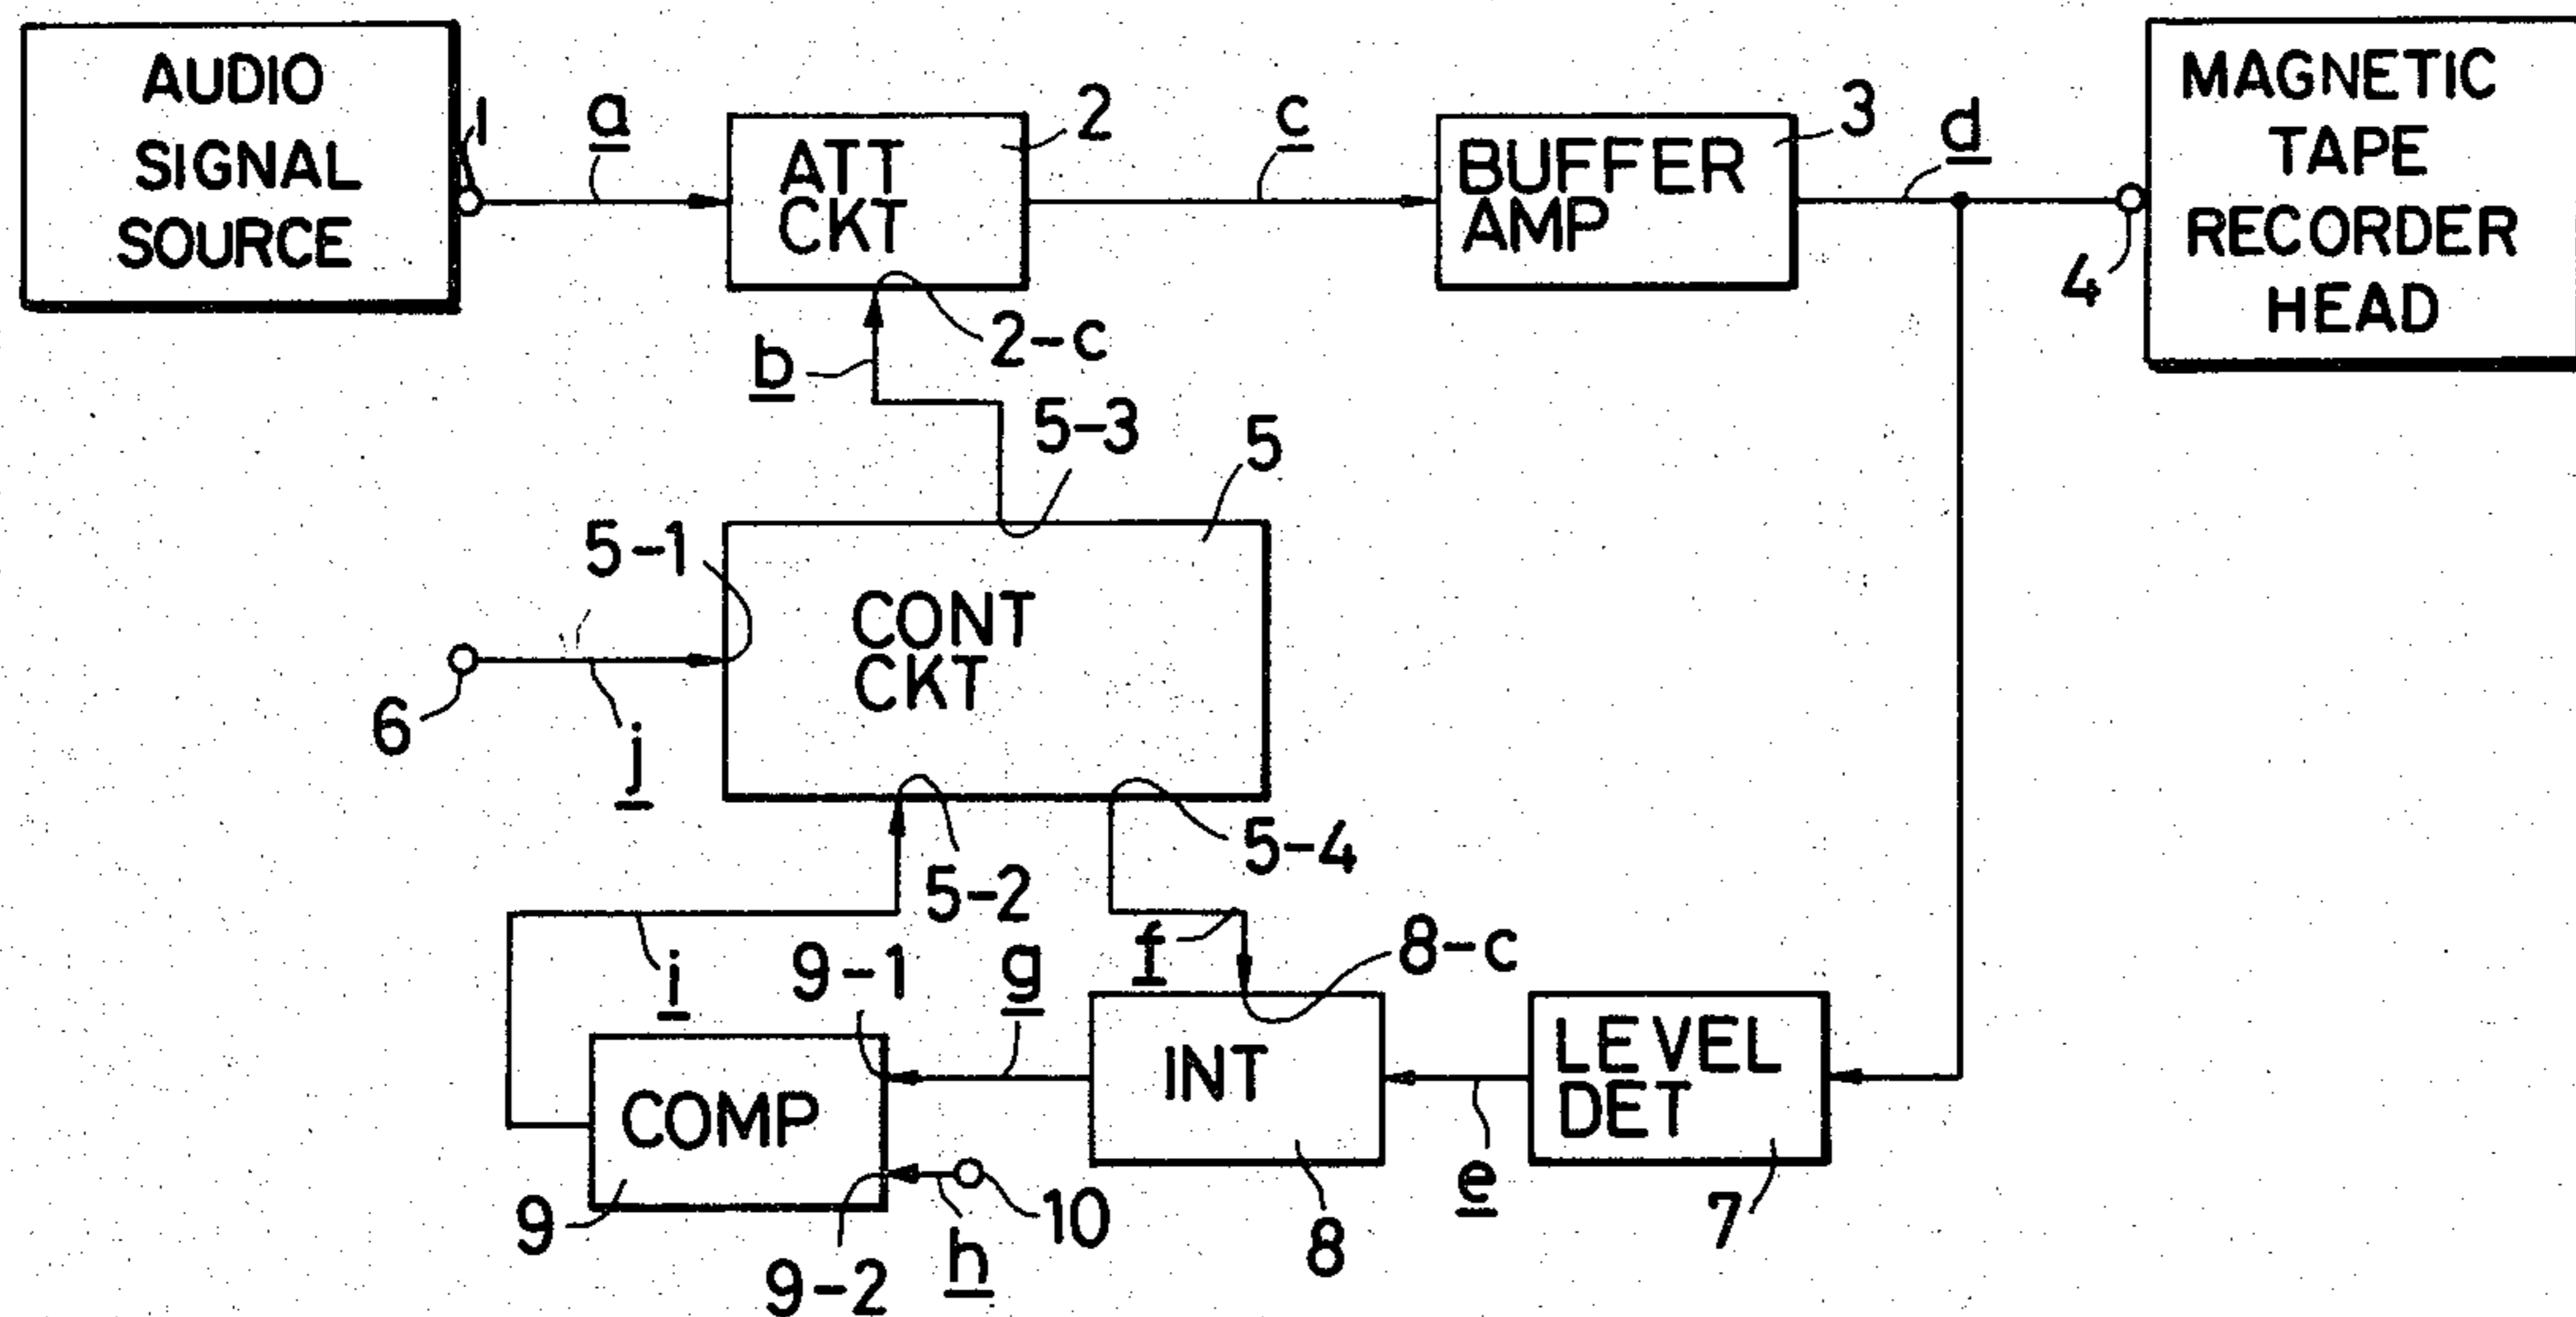 AUDIO
SIGNAL
SOURCE
1
a
ATT
CKT
2
c
BUFFER
AMP
3
d
4
MAGNETIC
TAPE
RECORDER
HEAD
b
2-c
5-3
5
5-1
CONT
CKT
6
j
5-2
5-4
i
9-1
g
f
8-c
COMP
INT
LEVEL
DET
9
9-2
h
10
8
e
7